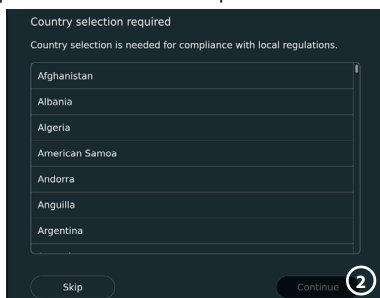 Country selection required
Country selection is needed for compliance with local regulations.
Afghanistan
Albania
Algeria
American Samoa
Andorra
Anguilla
Argentina
Skip
Continue
2